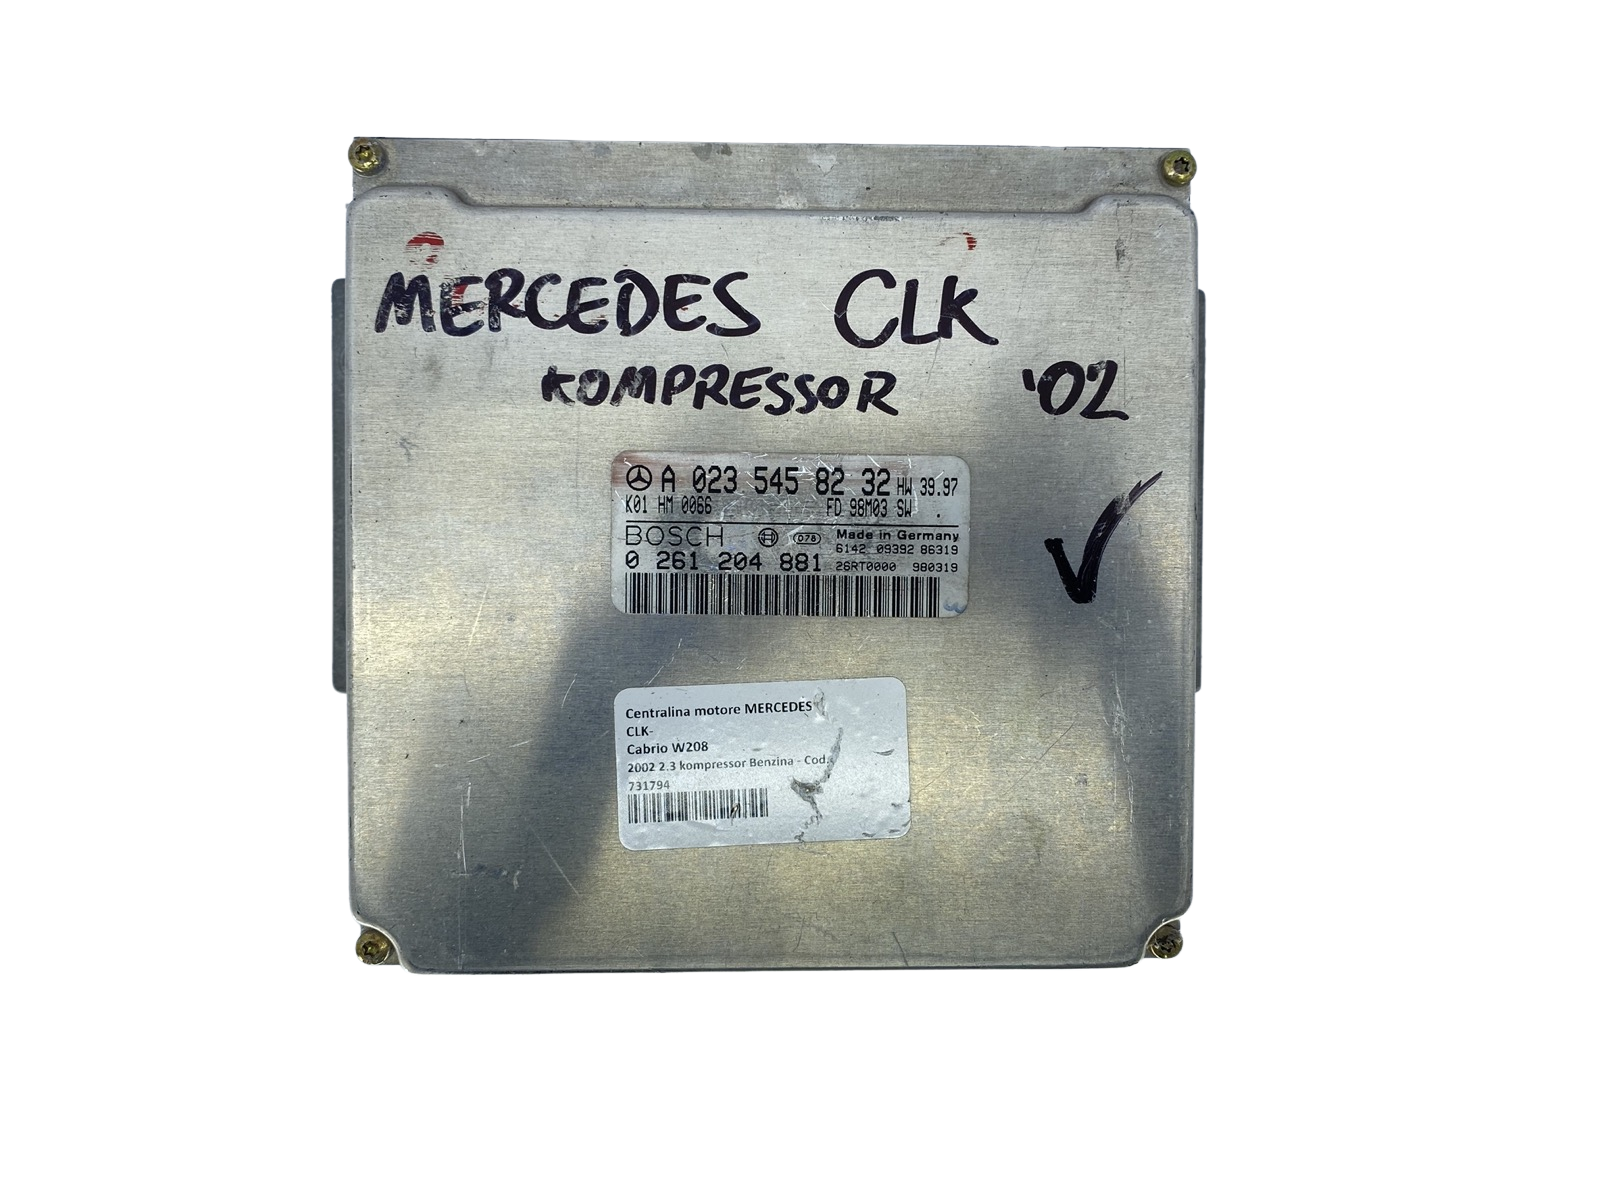 MERCEDES CLK
KOMPRESSOR '02
A 023 545 82 32 HW 39.97
K01 HM 0066 FD 98M03 SW .
BOSCH 078 Made in Germany
6142 09392 86319
0 261 204 881 26RT0000 980319
Centralina motore MERCEDES
CLK-
Cabrio W208
2002 2.3 kompressor Benzina - Cod.
731794